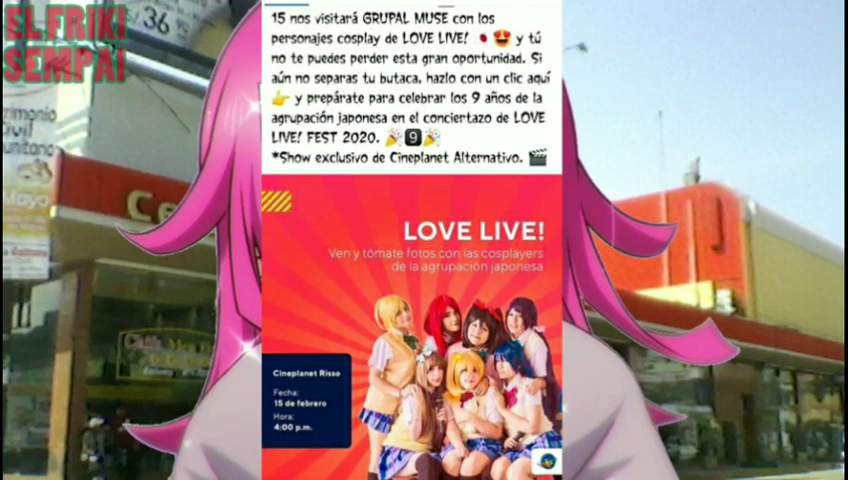 EL FRIKI
SEMPAI
S/ 36
15 nos visitará GRUPAL MUSE con los
personajes cosplay de LOVE LIVE! 🇯🇵😍 y tú
no te puedes perder esta gran oportunidad. Si
aún no separas tu butaca, hazlo con un clic aquí
👉 y prepárate para celebrar los 9 años de la
agrupación japonesa en el conciertazo de LOVE
LIVE! FEST 2020. 🎉9️⃣🎉
*Show exclusivo de Cineplanet Alternativo. 🎬
LOVE LIVE!
Ven y tómate fotos con las cosplayers
de la agrupación japonesa
Cineplanet Risso
Fecha:
15 de febrero
Hora:
4:00 p.m.